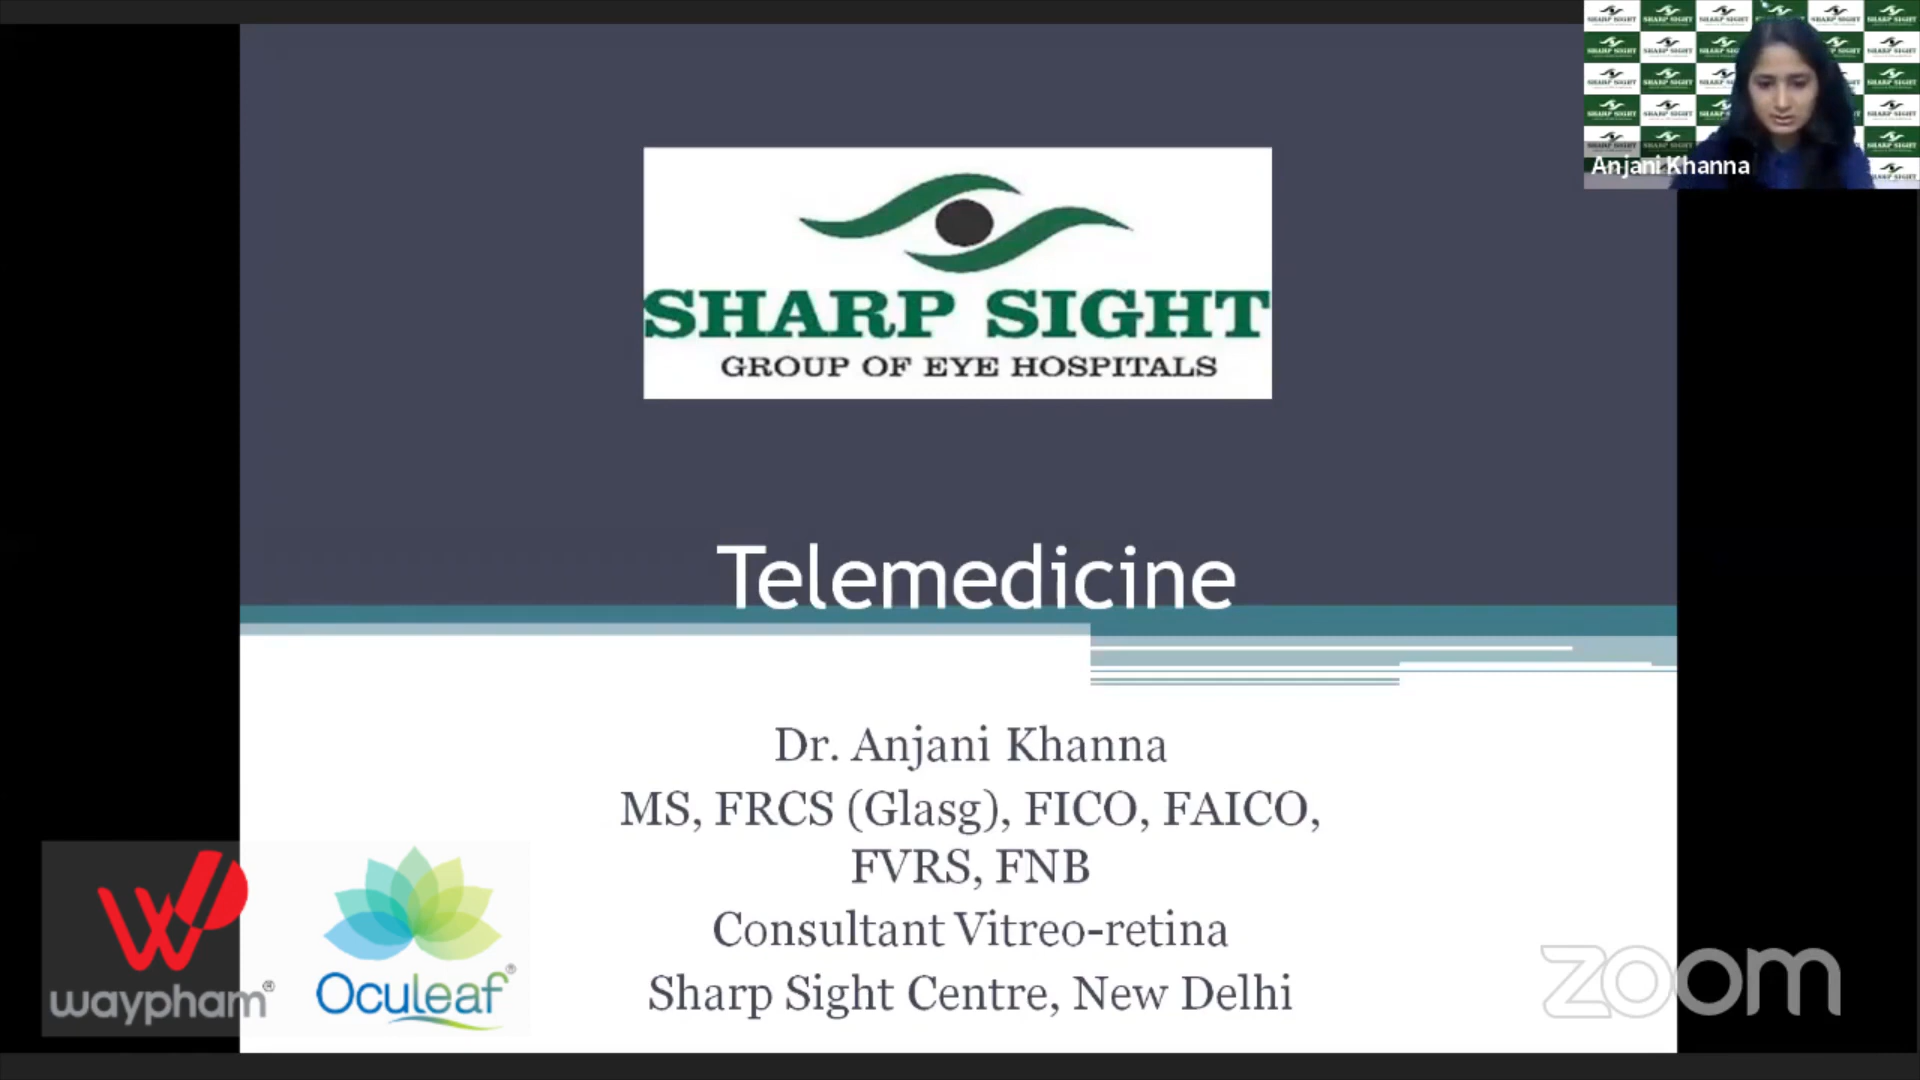 SHARP SIGHT
GROUP OF EYE HOSPITALS
Anjani Khanna
Telemedicine
Dr. Anjani Khanna
MS, FRCS (Glasg), FICO, FAICO,
FVRS, FNB
Consultant Vitreo-retina
Sharp Sight Centre, New Delhi
waypham®
Oculeaf®
zoom